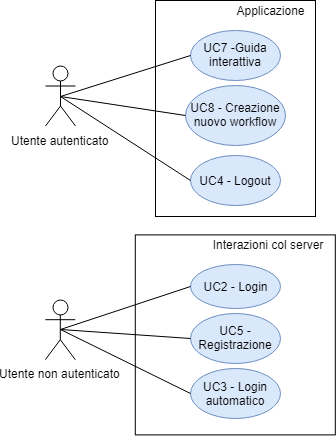 Applicazione
UC7 -Guida
interattiva
UC8 - Creazione
nuovo workflow
Utente autenticato
UC4 - Logout
Interazioni col server
UC2 - Login
UC5 -
Registrazione
Utente non autenticato
UC3 - Login
automatico